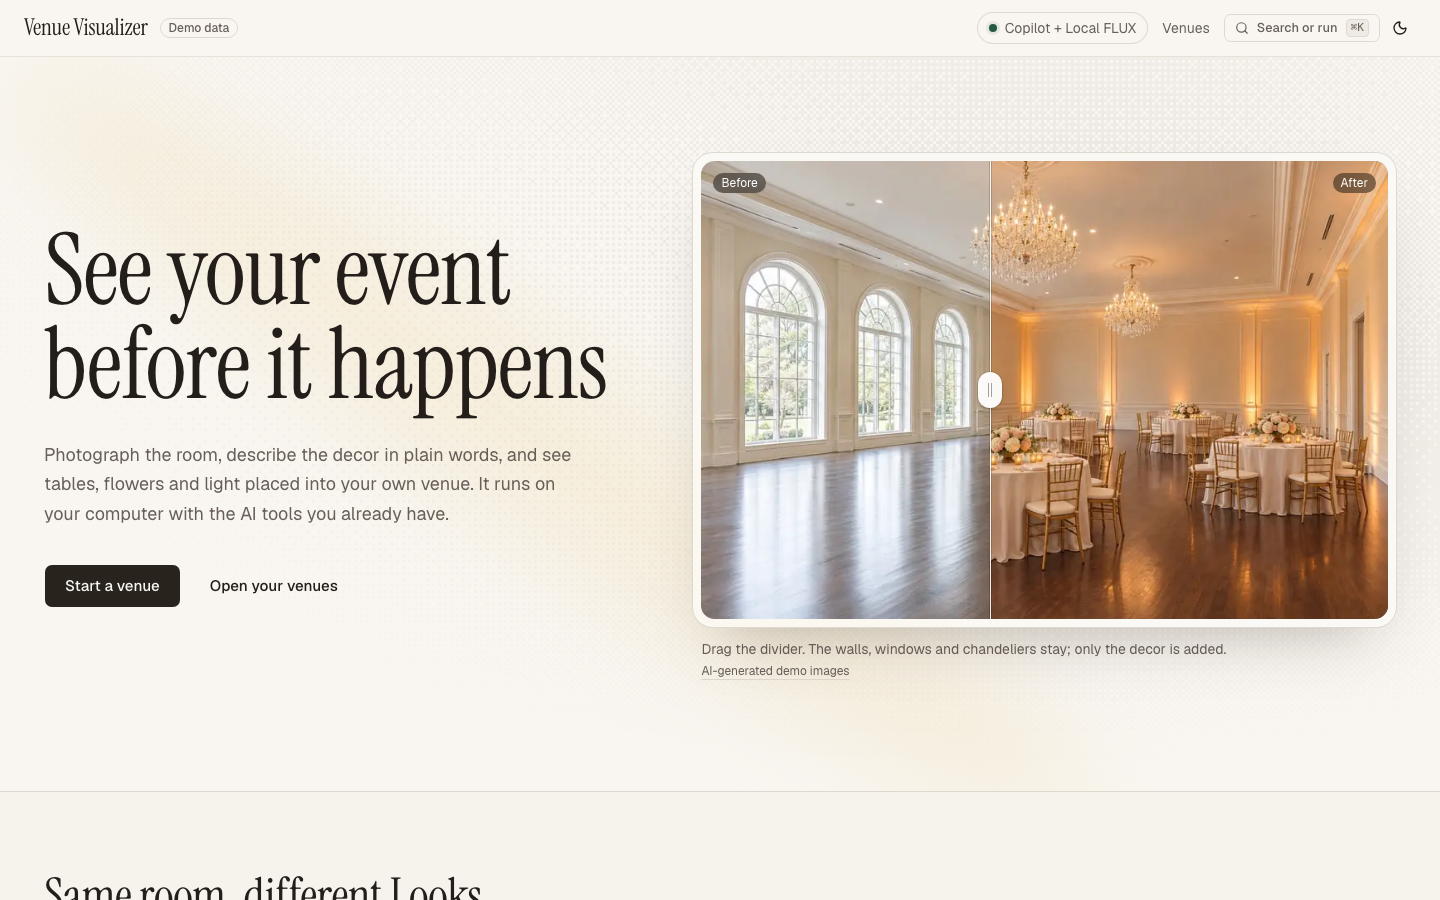 Venue Visualizer
Demo data
Copilot + Local FLUX
Venues
Search or run
⌘K
See your event
before it happens
Photograph the room, describe the decor in plain words, and see
tables, flowers and light placed into your own venue. It runs on
your computer with the AI tools you already have.
Start a venue
Open your venues
Before
After
Drag the divider. The walls, windows and chandeliers stay; only the decor is added.
AI-generated demo images
Same room, different Looks